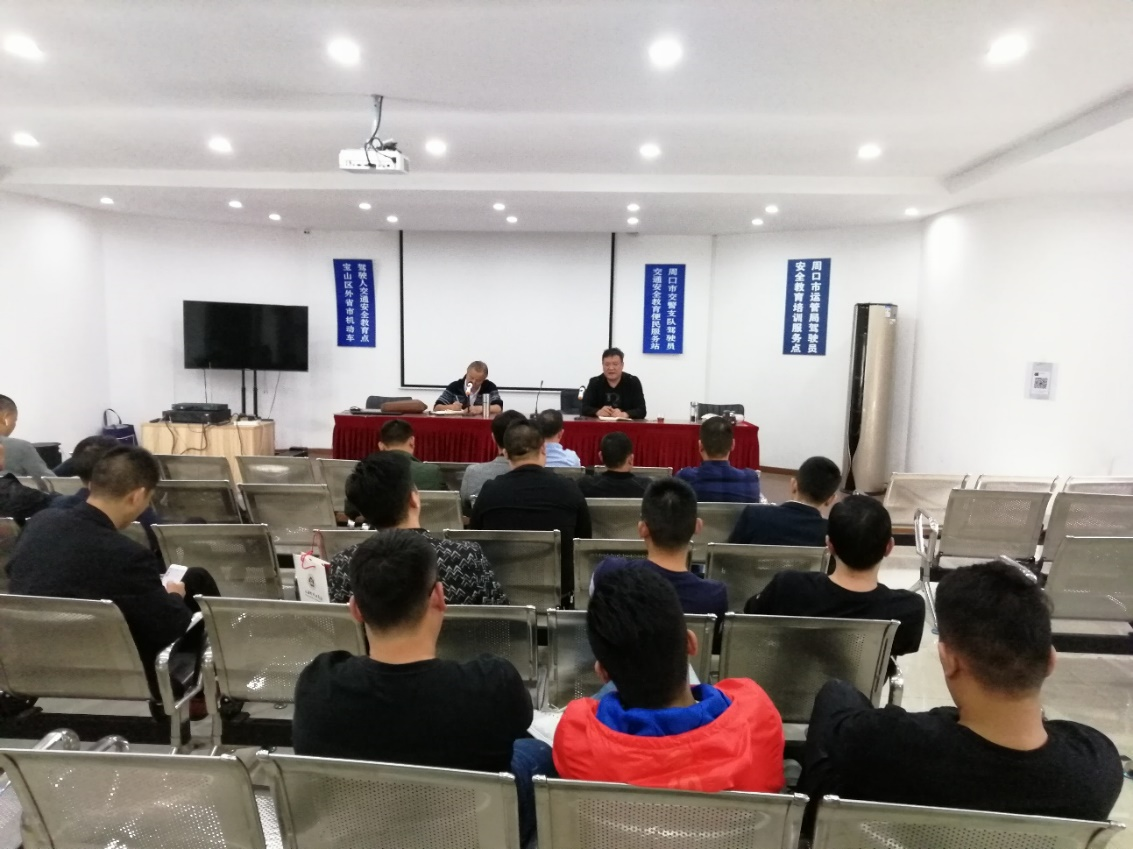 宝山区外省市机动车
驾驶人交通安全教育点
周口市交警支队驾驶员
交通安全教育便民服务站
周口市运管局驾驶员
安全教育培训服务点